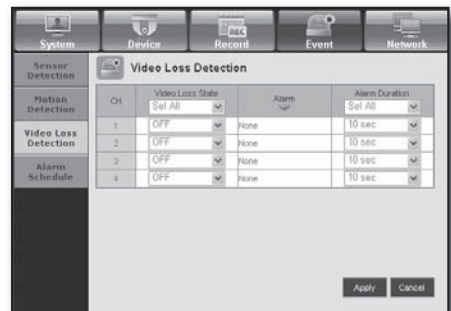 System Device Record Event Network
REC
Sensor Detection
Motion Detection
Video Loss Detection
Alarm Schedule
Video Loss Detection
CH Video Loss State Alarm Alarm Duration
Sel All Sel All
1 OFF None 10 sec
2 OFF None 10 sec
3 OFF None 10 sec
4 OFF None 10 sec
Apply Cancel